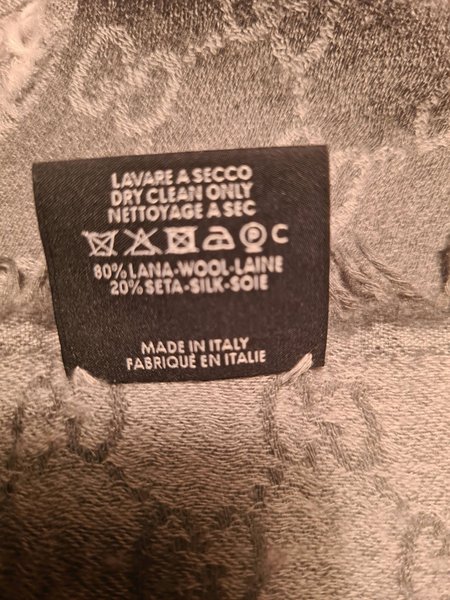 LAVARE A SECCO
DRY CLEAN ONLY
NETTOYAGE A SEC
P C
80% LANA-WOOL-LAINE
20% SETA-SILK-SOIE
MADE IN ITALY
FABRIQUÉ EN ITALIE